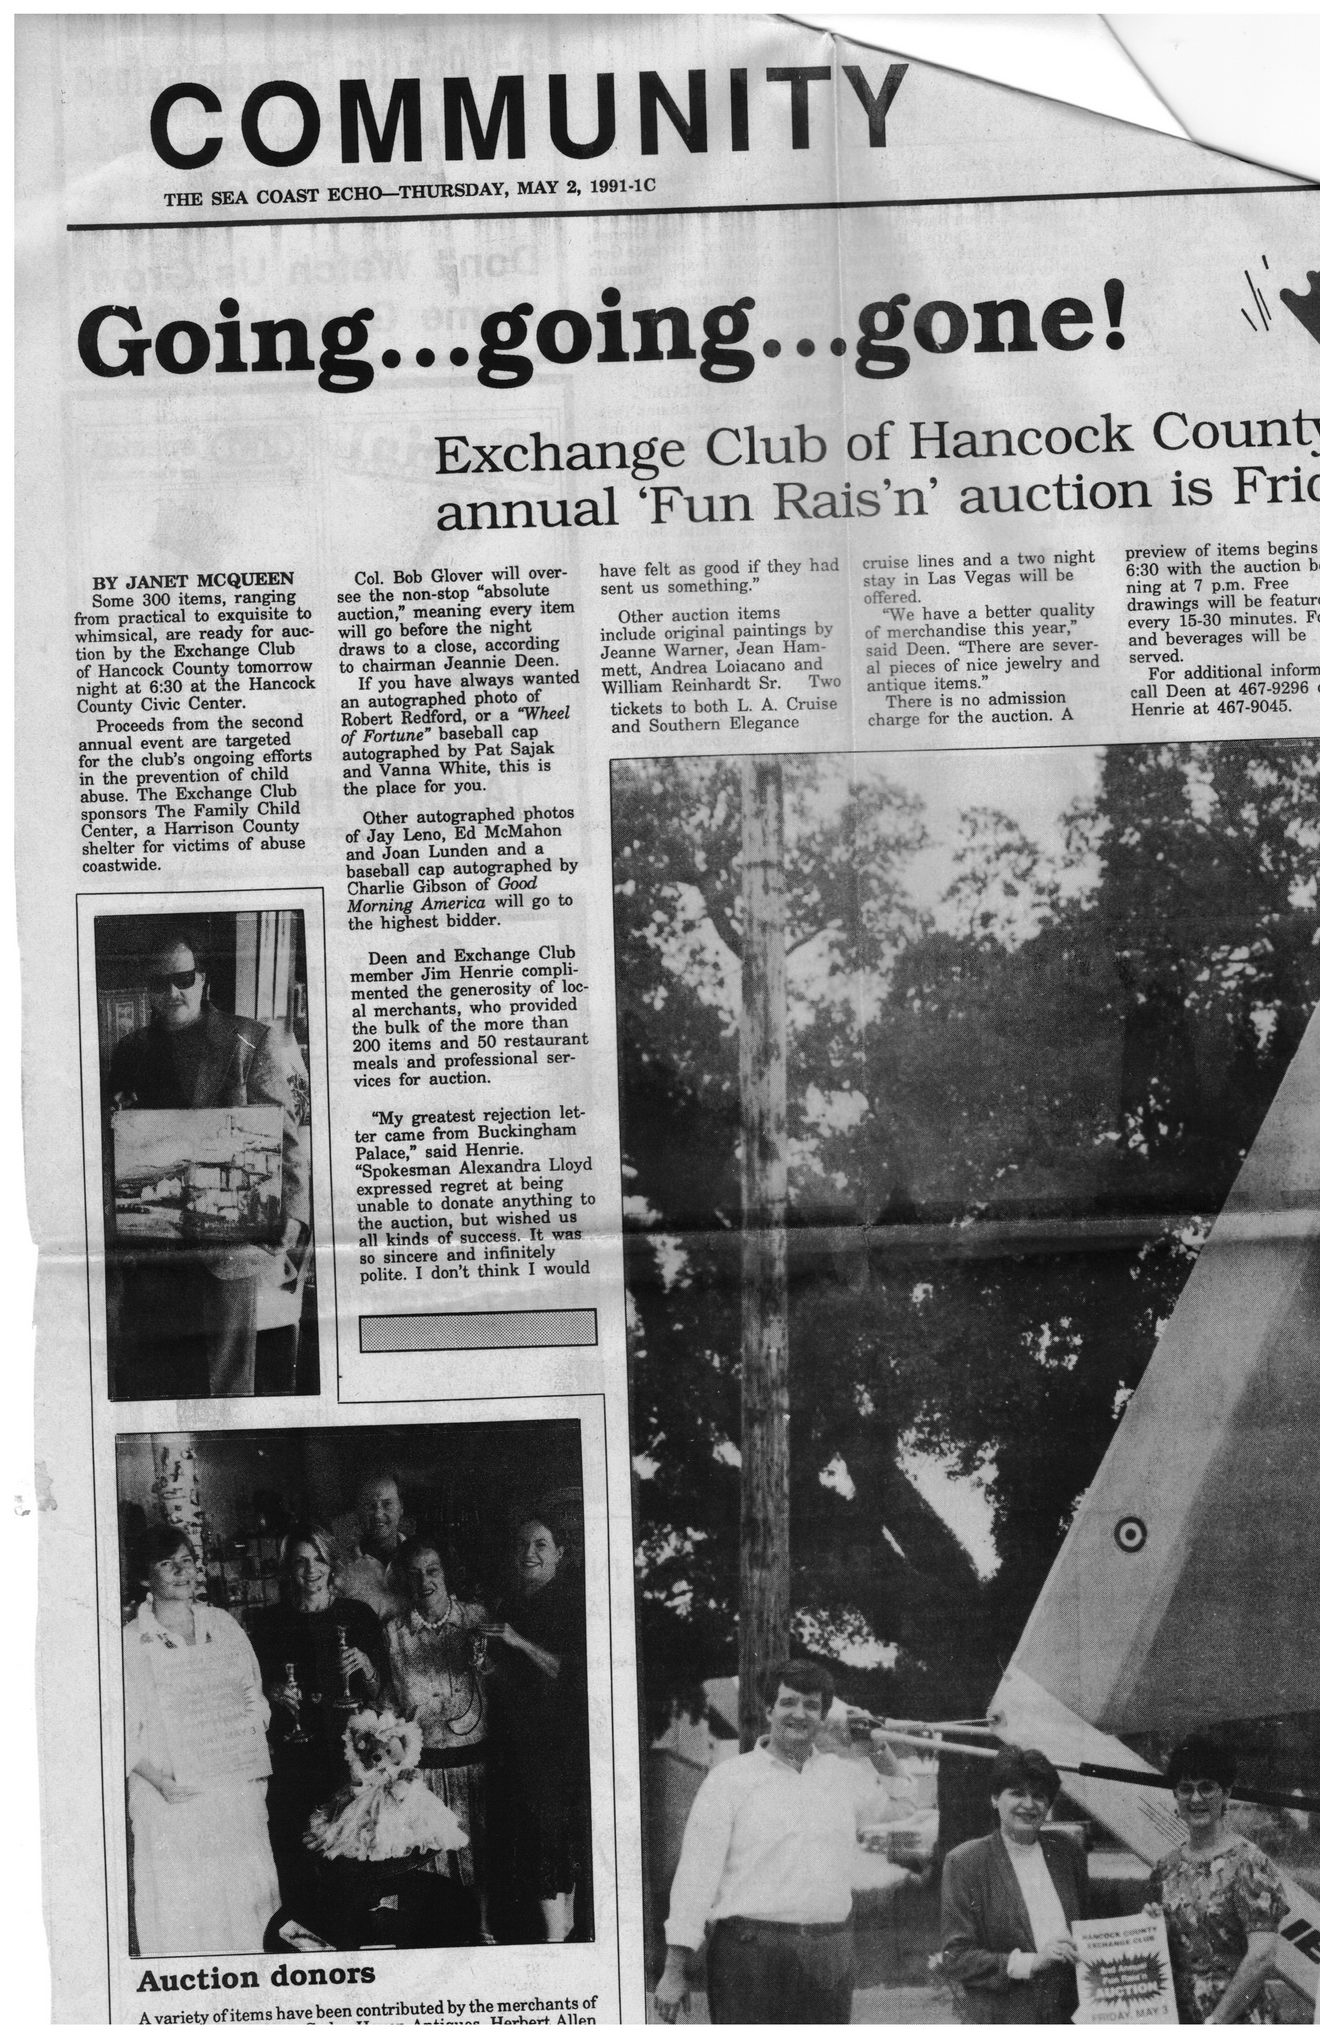 COMMUNITY
THE SEA COAST ECHO—THURSDAY, MAY 2, 1991-1C
Going...going...gone!
Exchange Club of Hancock County
annual ‘Fun Rais’n’ auction is
BY JANET MCQUEEN
Some 300 items, ranging
from practical to exquisite to
whimsical, are ready for auc-
tion by the Exchange Club
of Hancock County tomorrow
night at 6:30 at the Hancock
County Civic Center.
Proceeds from the second
annual event are targeted
for the club's ongoing efforts
in the prevention of child
abuse. The Exchange Club
sponsors The Family Child
Center, a Harrison County
shelter for victims of abuse
coastwide.
Col. Bob Glover will over-
see the non-stop “absolute
auction,” meaning every item
will go before the night
draws to a close, according
to chairman Jeannie Deen.
If you have always wanted
an autographed photo of
Robert Redford, or a “Wheel
of Fortune” baseball cap
autographed by Pat Sajak
and Vanna White, this is
the place for you.
Other autographed photos
of Jay Leno, Ed McMahon
and Joan Lunden and a
baseball cap autographed by
Charlie Gibson of Good
Morning America will go to
the highest bidder.
Deen and Exchange Club
member Jim Henrie compli-
mented the generosity of loc-
al merchants, who provided
the bulk of the more than
200 items and 50 restaurant
meals and professional ser-
vices for auction.
“My greatest rejection let-
ter came from Buckingham
Palace,” said Henrie.
“Spokesman Alexandra Lloyd
expressed regret at being
unable to donate anything to
the auction, but wished us
all kinds of success. It was
so sincere and infinitely
polite. I don't think I would
have felt as good if they had
sent us something.”
Other auction items
include original paintings by
Jeanne Warner, Jean Ham-
mett, Andrea Loiacano and
William Reinhardt Sr. Two
tickets to both L. A. Cruise
and Southern Elegance
cruise lines and a two night
stay in Las Vegas will be
offered.
“We have a better quality
of merchandise this year,”
said Deen. “There are sever-
al pieces of nice jewelry and
antique items.”
There is no admission
charge for the auction. A
preview of items begins
6:30 with the auction
ning at 7 p.m. Free
drawings will be
every 15-30 minutes.
and beverages will be
served.
For additional
call Deen at 467-9296
Henrie at 467-9045.
HANCOCK COUNTY
EXCHANGE CLUB
2nd Annual
Fun Rais'n
AUCTION
FRIDAY, MAY 3
MAY 3
Auction donors
A variety of items have been contributed by the merchants of
Antiques, Herbert Allen